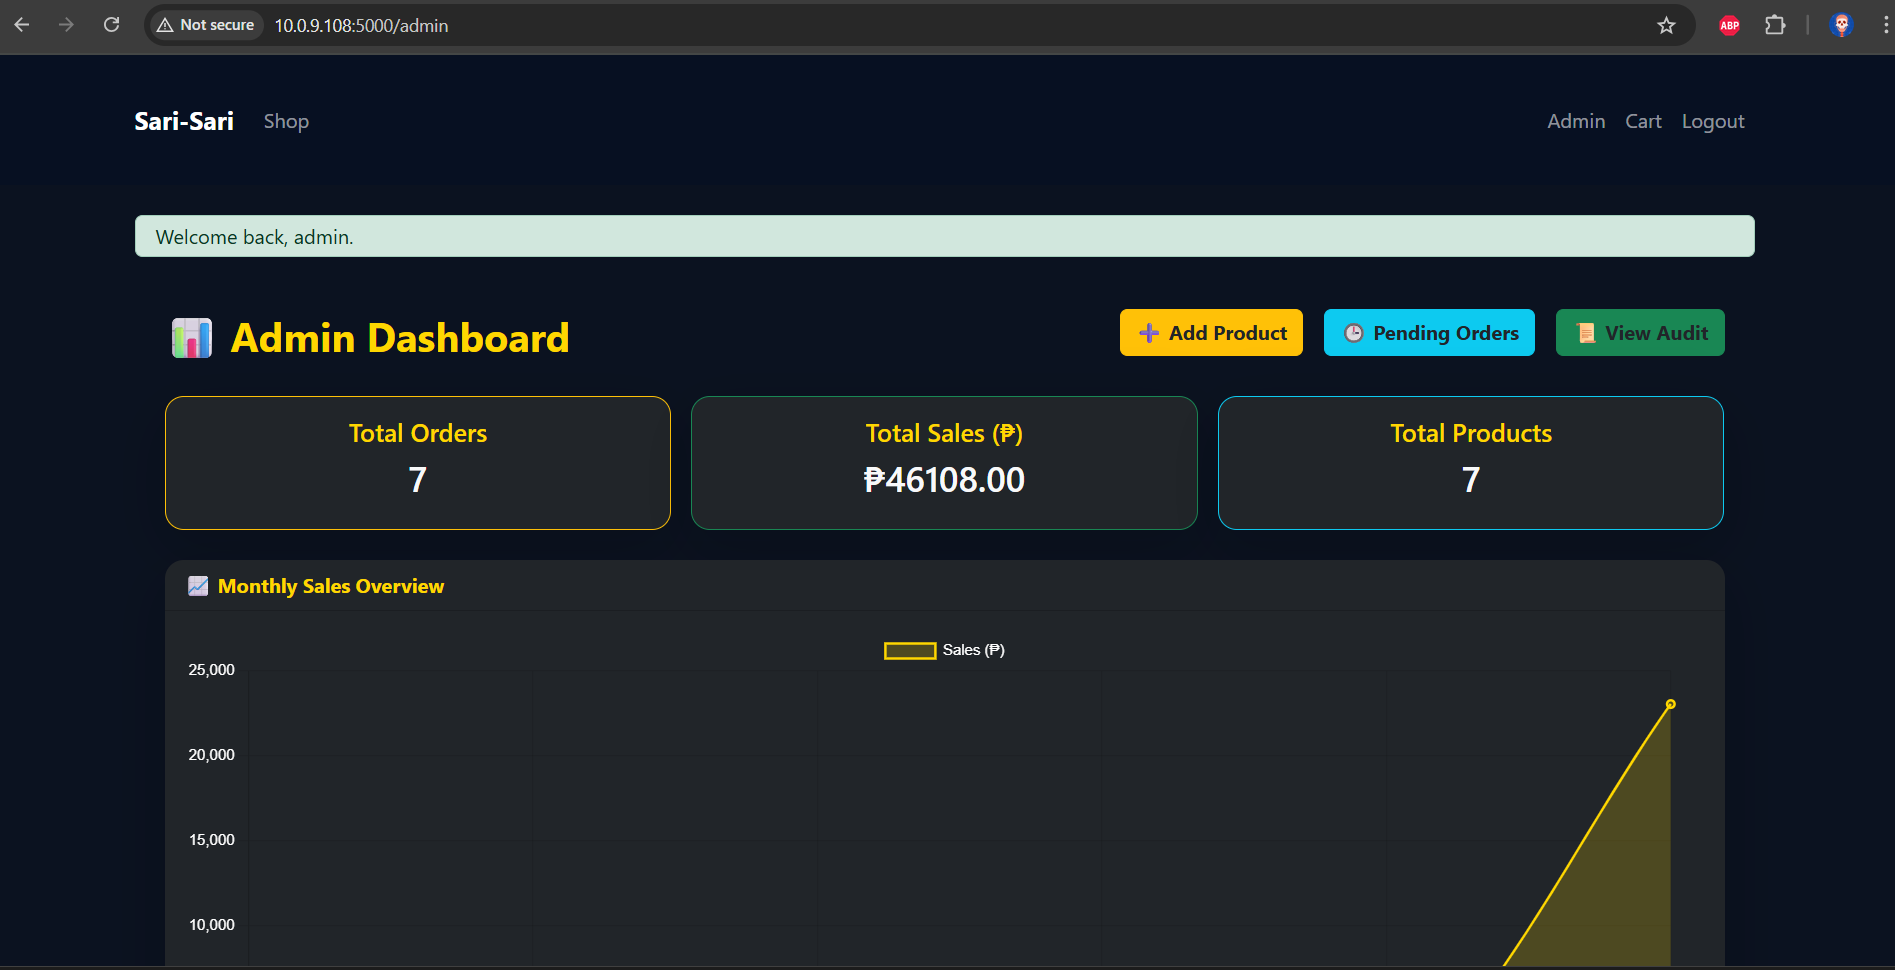 Not secure 10.0.9.108:5000/admin ABP
Sari-Sari Shop Admin Cart Logout
Welcome back, admin.
Admin Dashboard Add Product Pending Orders View Audit
Total Orders
7
Total Sales (₱)
₱46108.00
Total Products
7
Monthly Sales Overview
Sales (₱)
25,000
20,000
15,000
10,000